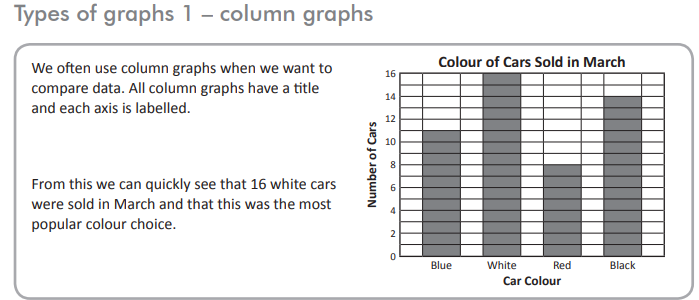 Types of graphs 1 – column graphs
We often use column graphs when we want to
compare data. All column graphs have a title
and each axis is labelled.
From this we can quickly see that 16 white cars
were sold in March and that this was the most
popular colour choice.
Colour of Cars Sold in March
Number of Cars
16
14
12
10
8
6
4
2
0
Blue White Red Black
Car Colour